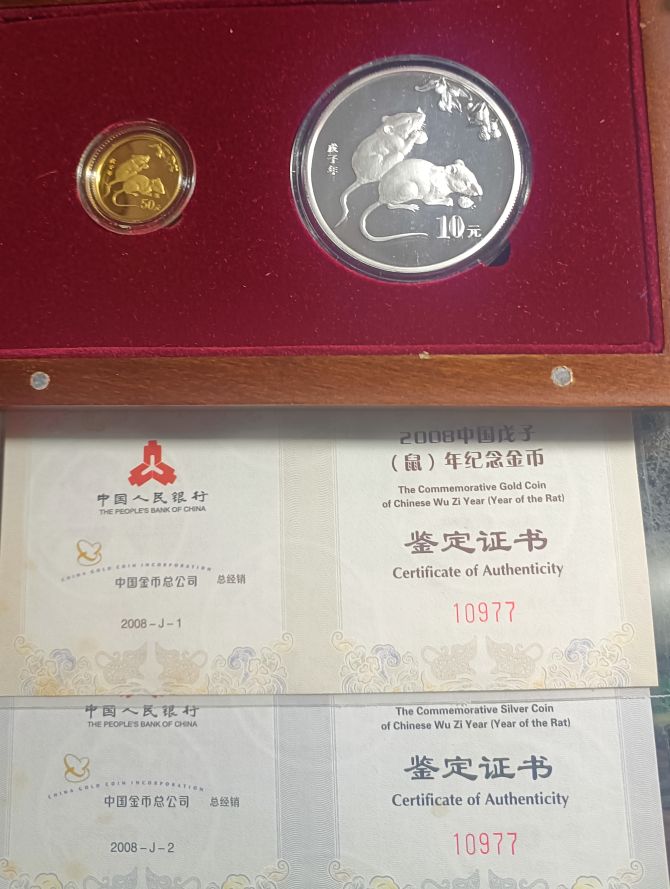 戊子年
50元
戊子年
10元
中国人民银行
THE PEOPLE'S BANK OF CHINA
CHINA GOLD COIN INCORPORATION
中国金币总公司 总经销
2008-J-1
2008中国戊子
（鼠）年纪念金币
The Commemorative Gold Coin
of Chinese Wu Zi Year (Year of the Rat)
鉴定证书
Certificate of Authenticity
10977
中国人民银行
THE PEOPLE'S BANK OF CHINA
CHINA GOLD COIN INCORPORATION
中国金币总公司 总经销
2008-J-2
The Commemorative Silver Coin
of Chinese Wu Zi Year (Year of the Rat)
鉴定证书
Certificate of Authenticity
10977